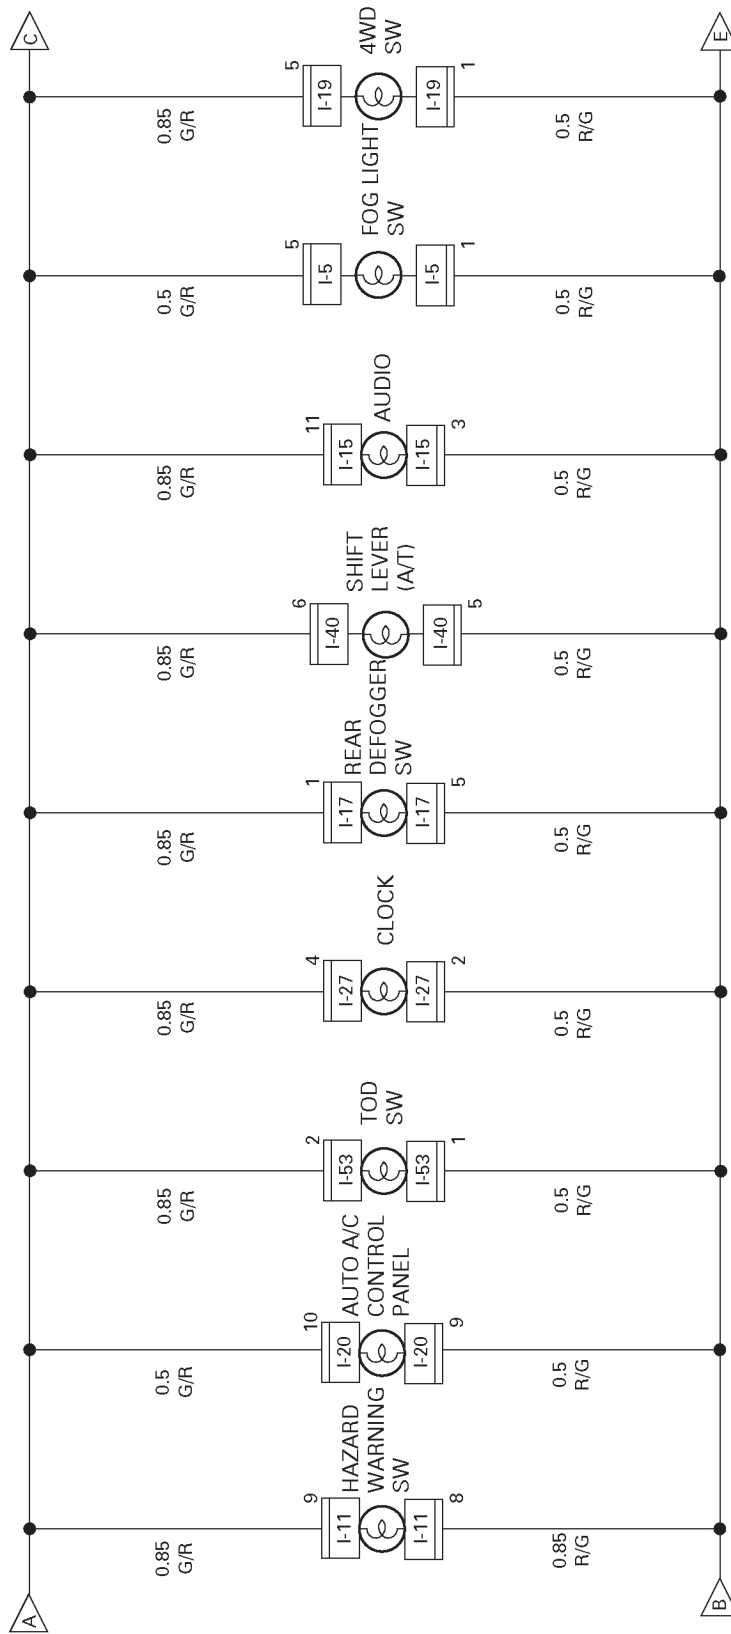 A
C
0.85
G/R
0.5
G/R
0.85
G/R
0.85
G/R
0.85
G/R
0.85
G/R
0.85
G/R
0.5
G/R
0.85
G/R
9
I-11
HAZARD
WARNING
SW
I-11
8
10
I-20
AUTO A/C
CONTROL
PANEL
I-20
9
2
I-53
TOD
SW
I-53
1
4
I-27
CLOCK
I-27
2
1
I-17
REAR
DEFOGGER
SW
I-17
5
6
I-40
SHIFT
LEVER
(A/T)
I-40
5
11
I-15
AUDIO
I-15
3
5
I-5
FOG LIGHT
SW
I-5
1
5
I-19
4WD
SW
I-19
1
0.85
R/G
0.5
R/G
0.5
R/G
0.5
R/G
0.5
R/G
0.5
R/G
0.5
R/G
0.5
R/G
0.5
R/G
B
E